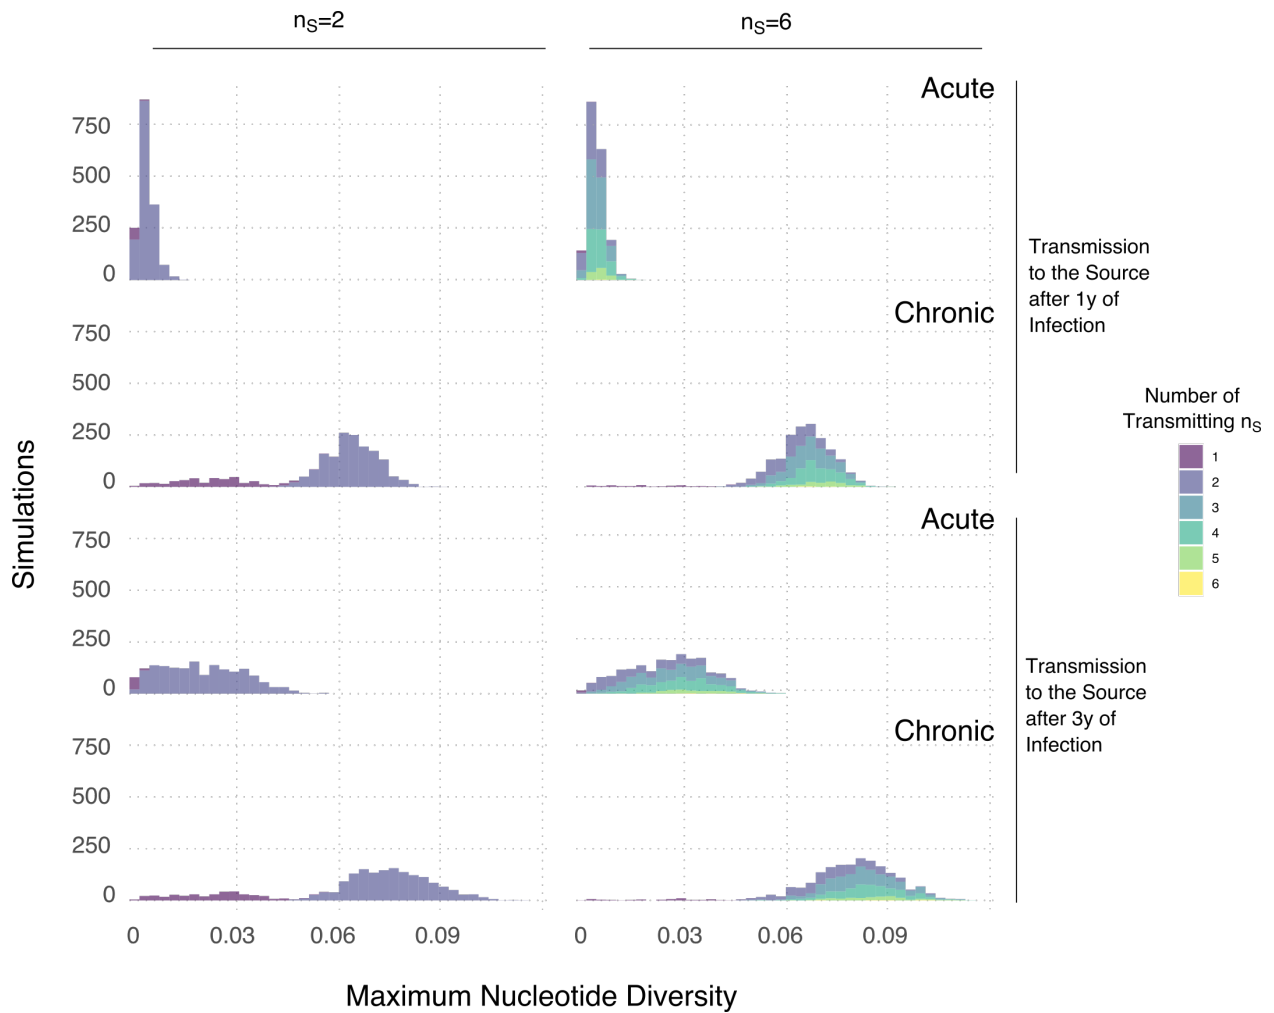 nS=2
nS=6
Acute
750
500
250
0
Transmission
to the Source
after 1y of
Infection
Chronic
750
500
250
0
Number of
Transmitting nS
1
2
3
4
5
6
Simulations
Acute
750
500
250
0
Transmission
to the Source
after 3y of
Infection
Chronic
750
500
250
0
0 0.03 0.06 0.09
0 0.03 0.06 0.09
Maximum Nucleotide Diversity